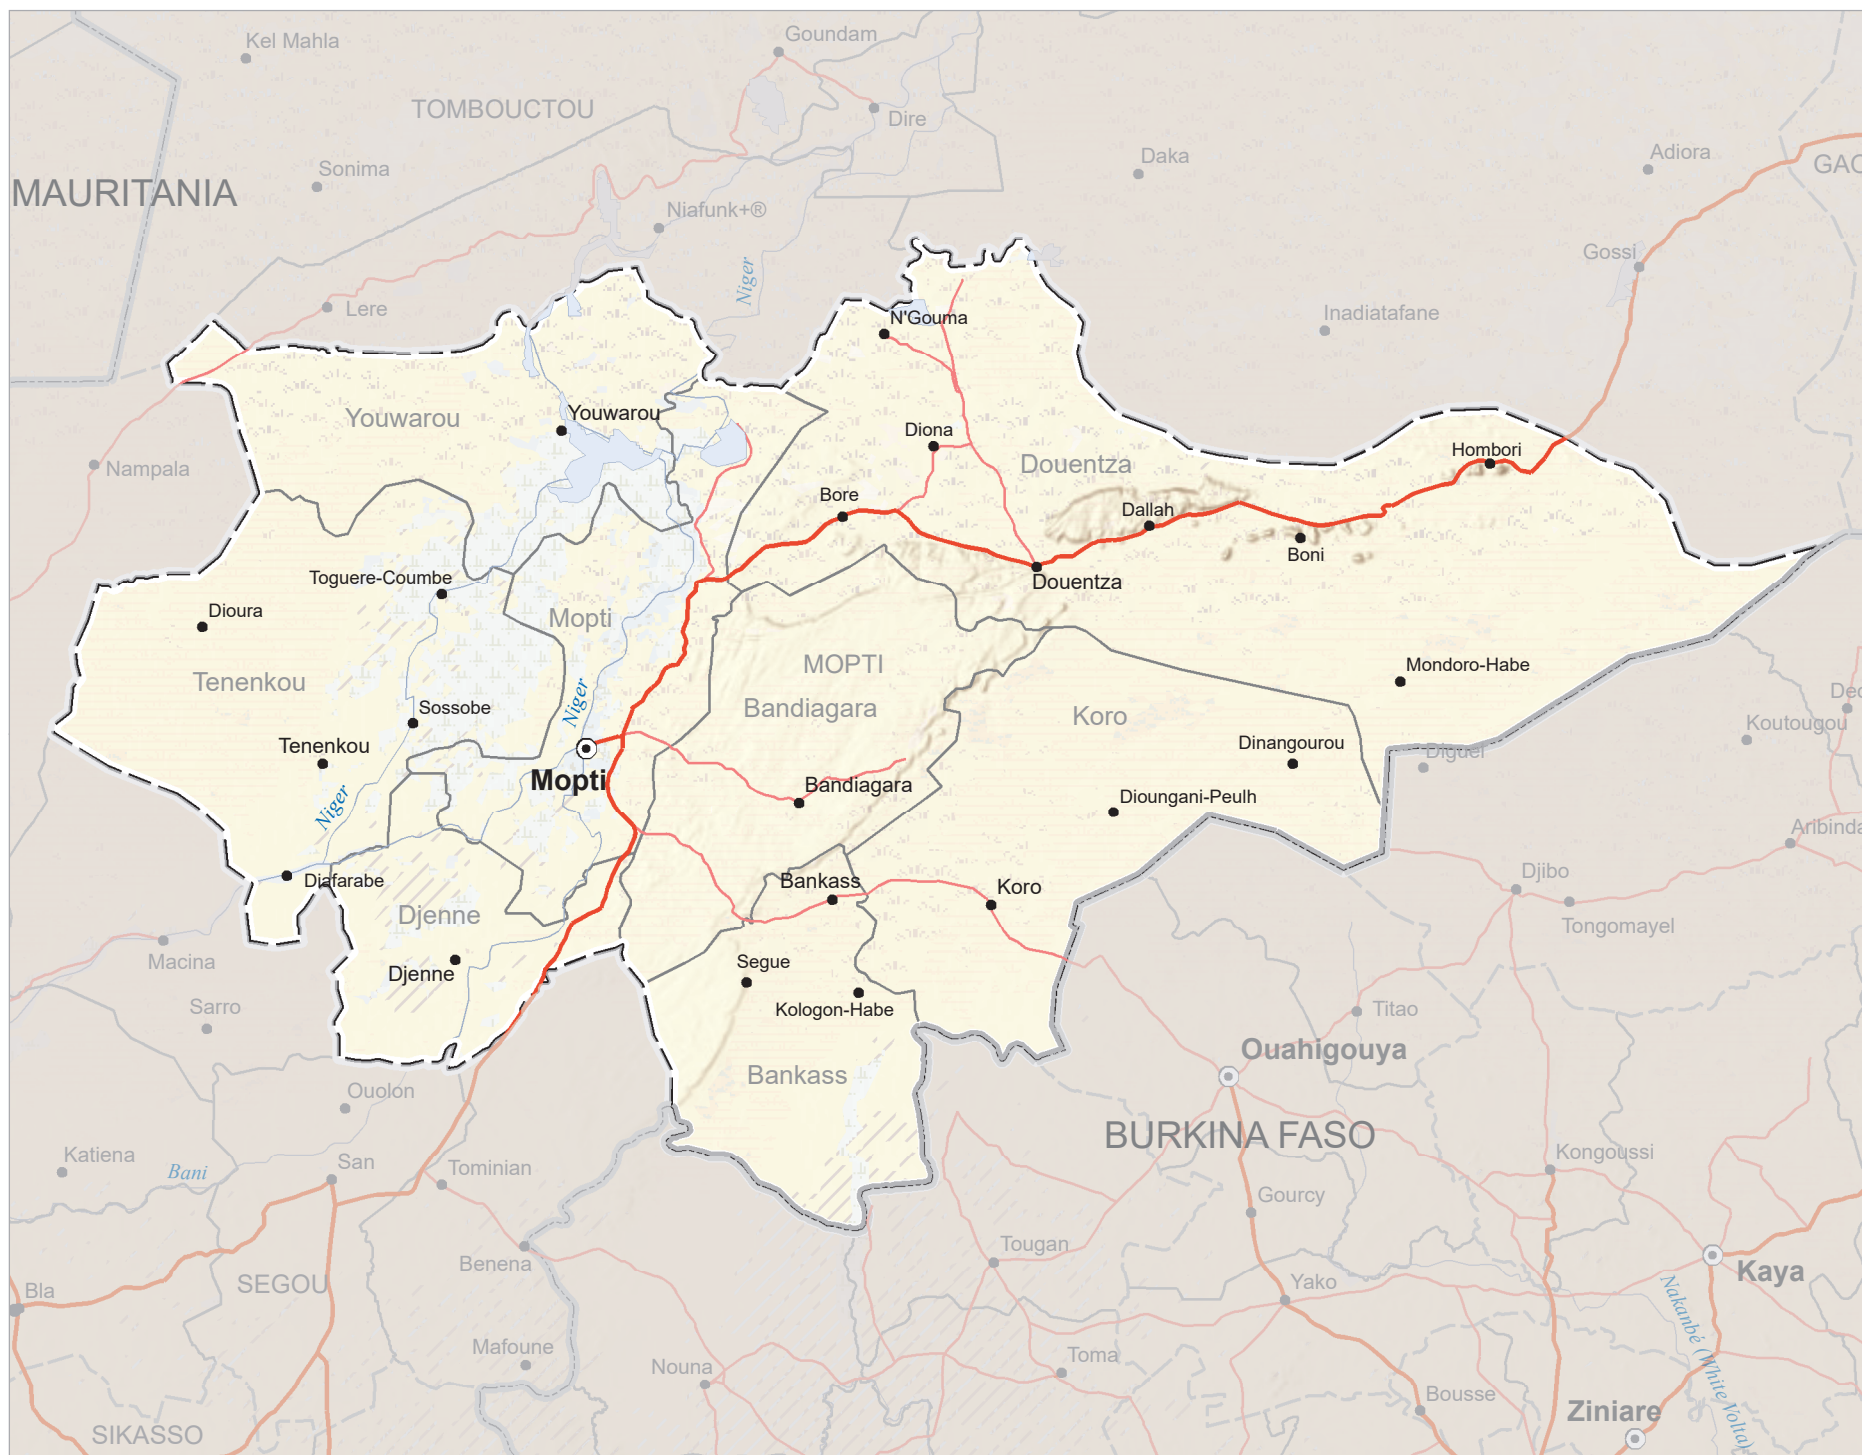 Kel Mahla
Goundam
TOMBOUCTOU
Dire
Daka
Adiora
Sonima
MAURITANIA
Niafunk+®
Gossi
Niger
Lere
Inadiatafane
N'Gouma
Youwarou
Youwarou
Diona
Douentza
Hombori
Nampala
Bore
Dallah
Boni
Douentza
Toguere-Coumbe
Dioura
Mopti
MOPTI
Mondoro-Habe
Tenenkou
Niger
Sossobe
Bandiagara
Koro
Koutougou
Tenenkou
Dinangourou
Diguel
Mopti
Bandiagara
Niger
Dioungani-Peulh
Diafarabe
Bankass
Koro
Djibo
Djenne
Tongomayel
Macina
Djenne
Segue
Sarro
Kologon-Habe
Titao
Ouahigouya
Bankass
Ouolon
BURKINA FASO
Katiena
Bani
San
Tominian
Kongoussi
Gourcy
Benena
Tougan
SEGOU
Bla
Yako
Kaya
Nakanbé (White Volta)
Mafoune
Nouna
Toma
Bousse
Ziniare
SIKASSO